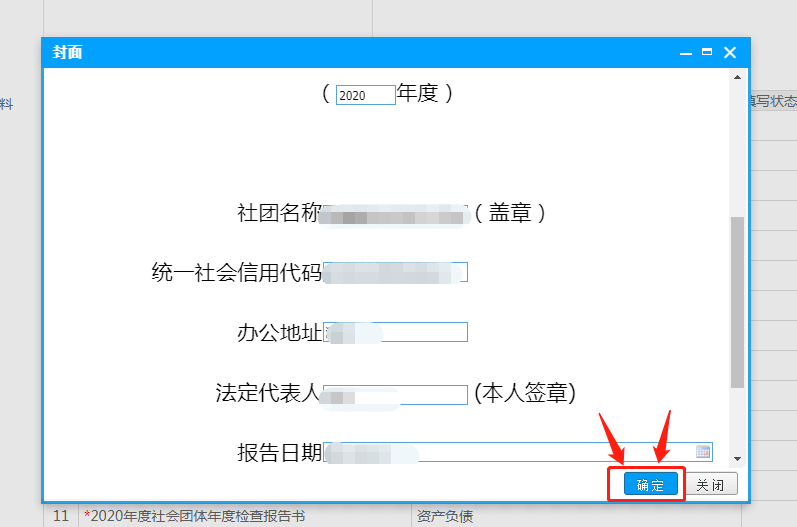 封面
料
填写状态
（2020年度）
社团名称（盖章）
统一社会信用代码
办公地址
法定代表人(本人签章)
报告日期
确定 关闭
11 *2020年度社会团体年度检查报告书 资产负债